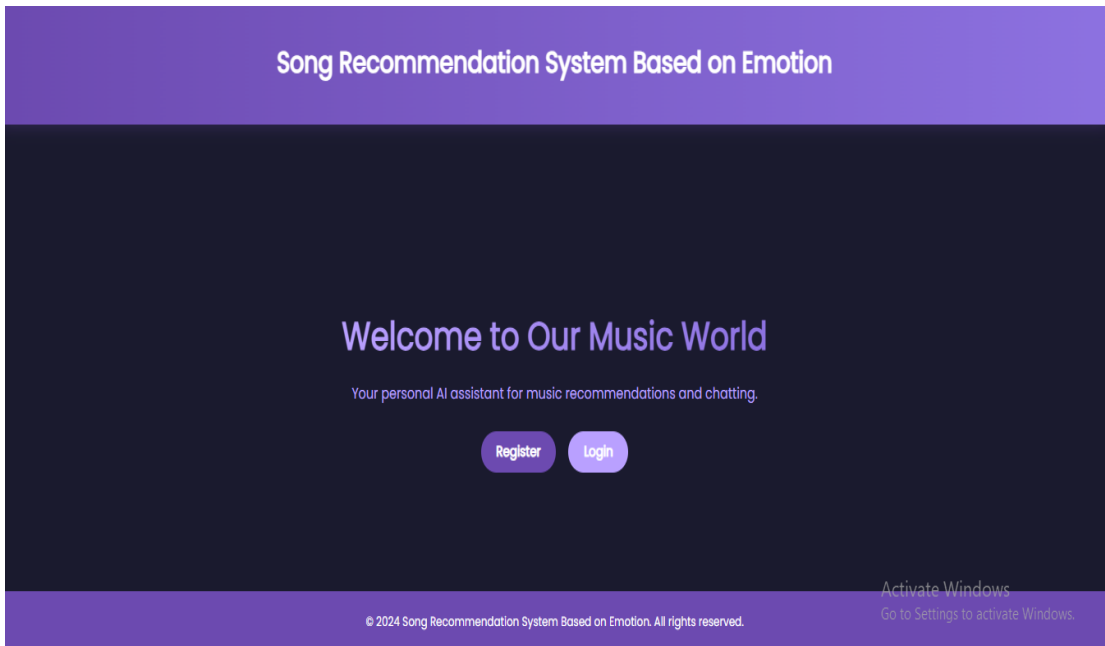 Song Recommendation System Based on Emotion
Welcome to Our Music World
Your personal AI assistant for music recommendations and chatting.
Register
Login
Activate Windows
Go to Settings to activate Windows.
© 2024 Song Recommendation System Based on Emotion. All rights reserved.